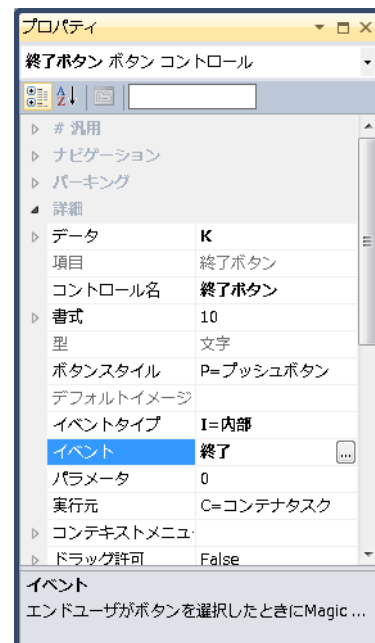 プロパティ
終了ボタン ボタン コントロール
# 汎用
ナビゲーション
パーキング
詳細
データ K
項目 終了ボタン
コントロール名 終了ボタン
書式 10
型 文字
ボタンスタイル P=プッシュボタン
デフォルトイメージ
イベントタイプ I=内部
イベント 終了 ...
パラメータ 0
実行元 C=コンテナタスク
コンテキストメニュー
ドラッグ許可 False
イベント
エンドユーザがボタンを選択したときにMagic ...